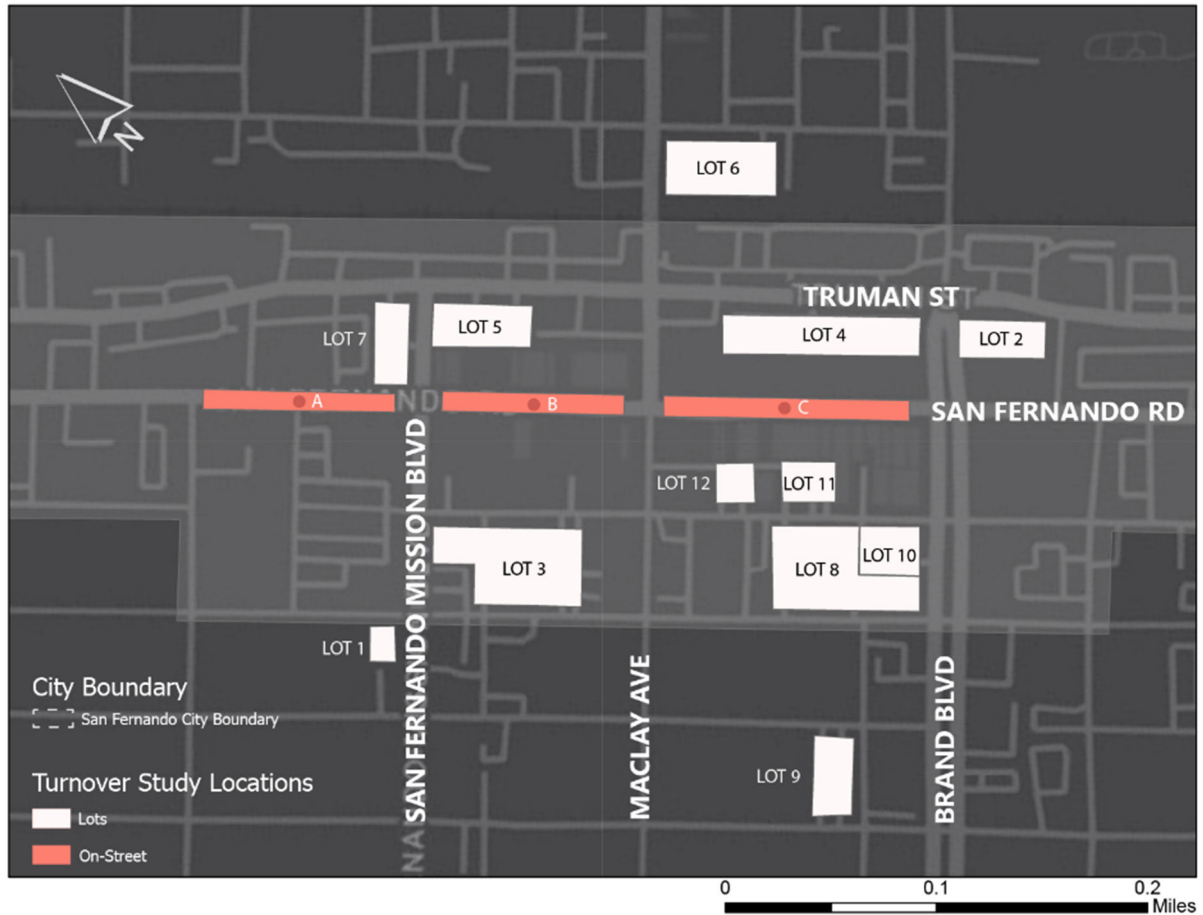 N
LOT 6
TRUMAN ST
LOT 5
LOT 7
LOT 4
LOT 2
A
B
C
SAN FERNANDO RD
LOT 12
LOT 11
SAN FERNANDO MISSION BLVD
LOT 3
LOT 8
LOT 10
LOT 1
MACLAY AVE
BRAND BLVD
LOT 9
City Boundary
San Fernando City Boundary
Turnover Study Locations
Lots
On-Street
0 0.1 0.2
Miles